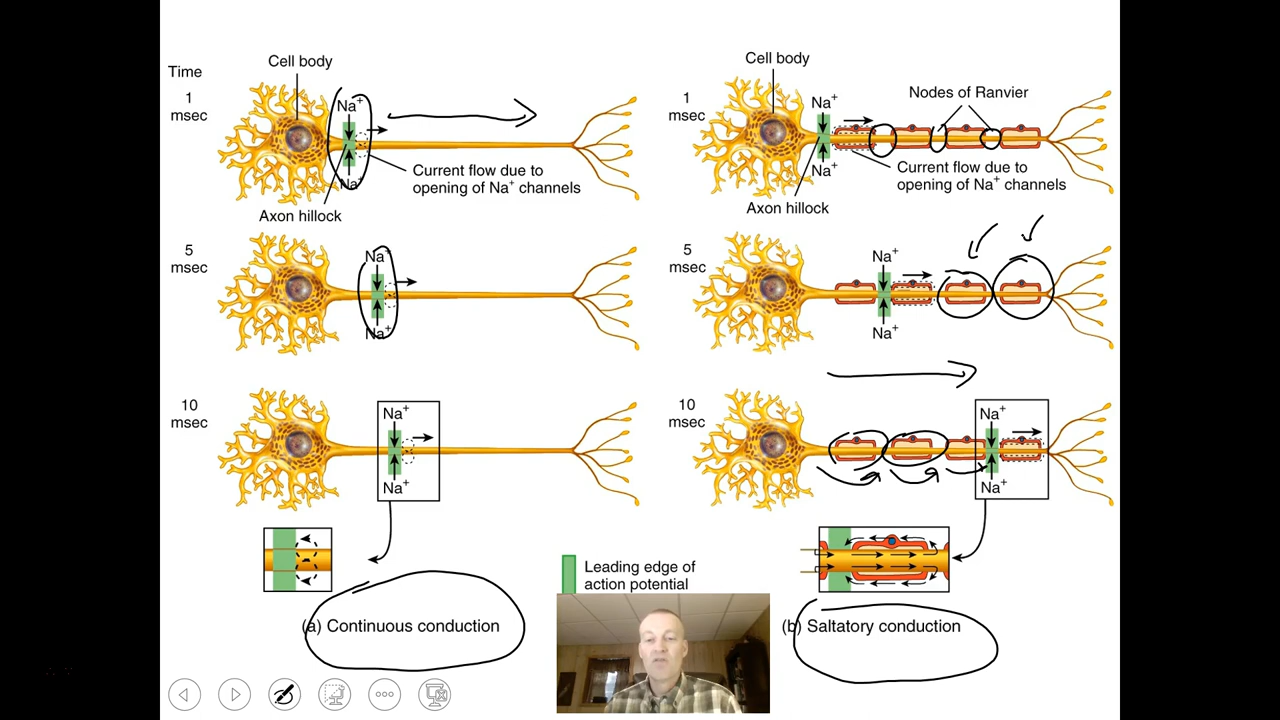 Time
1
msec
Cell body
Na+
Na+
Current flow due to
opening of Na+ channels
Axon hillock
5
msec
Na+
Na+
10
msec
Na+
Na+
(a) Continuous conduction
1
msec
Cell body
Na+
Na+
Nodes of Ranvier
Current flow due to
opening of Na+ channels
Axon hillock
5
msec
Na+
Na+
10
msec
Na+
Na+
Leading edge of
action potential
(b) Saltatory conduction